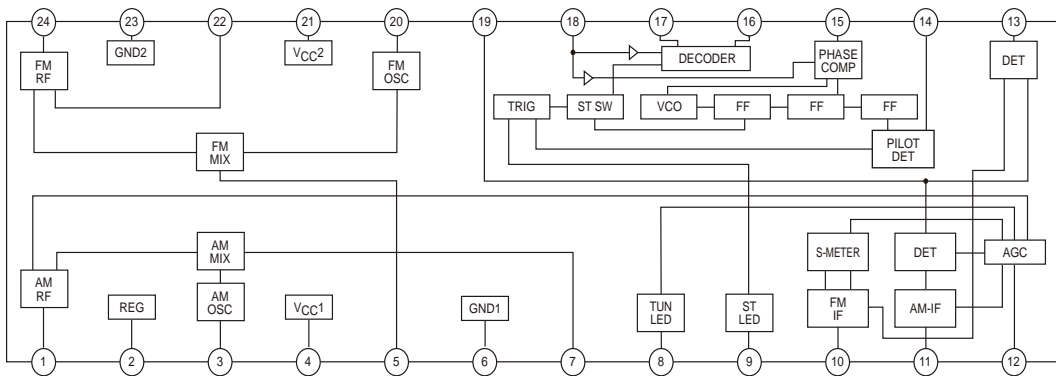 24 23 22 21 20 19 18 17 16 15 14 13
FM
RF
GND2
VCC2
FM
OSC
DECODER
PHASE
COMP
DET
TRIG
ST SW
VCO
FF
FF
FF
FM
MIX
PILOT
DET
AM
MIX
S-METER
DET
AGC
AM
RF
REG
AM
OSC
VCC1
GND1
TUN
LED
ST
LED
FM
IF
AM-IF
1 2 3 4 5 6 7 8 9 10 11 12